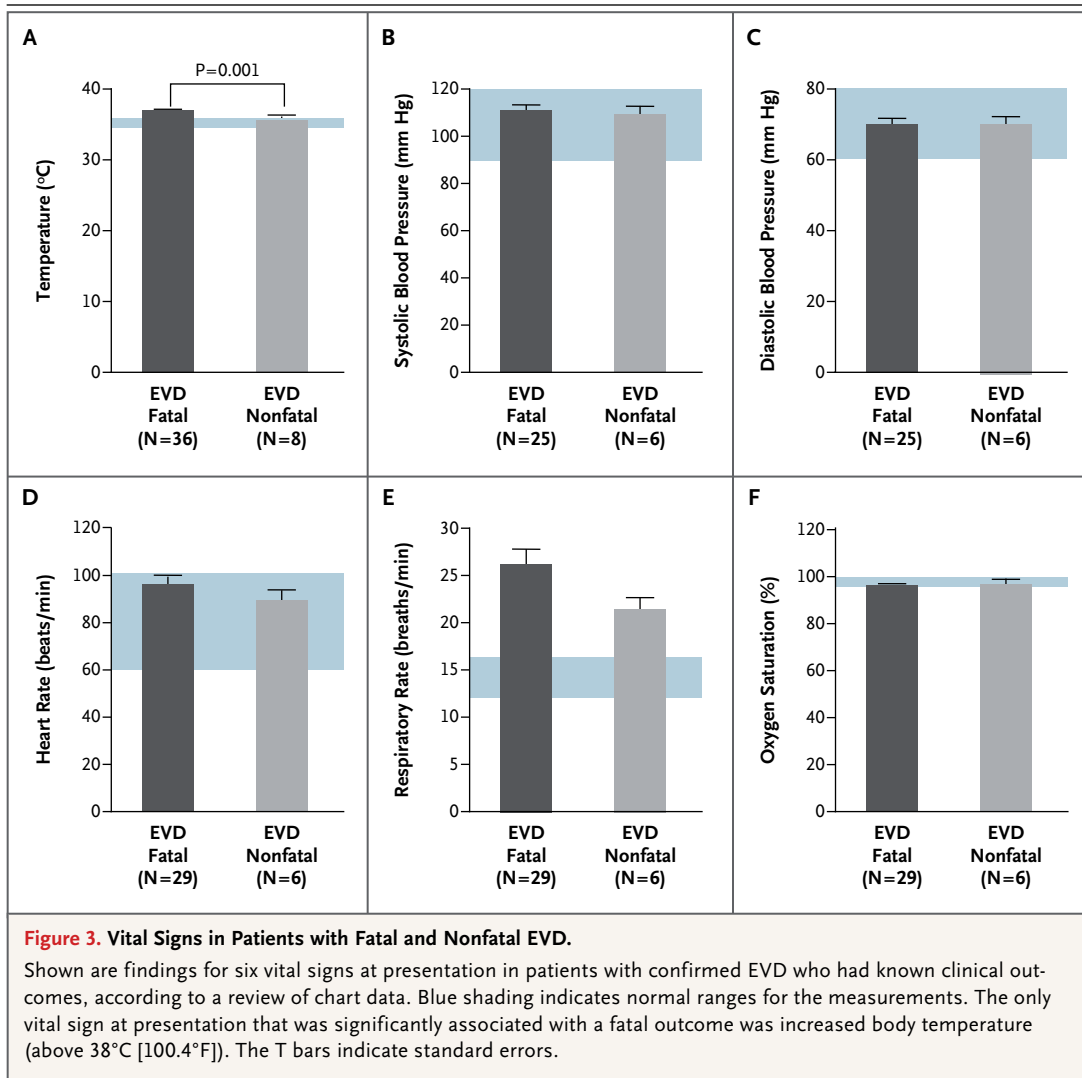 A
P=0.001
40
30
20
10
0
Temperature (°C)
EVD
Fatal
(N=36)
EVD
Nonfatal
(N=8)
B
120
100
80
60
40
20
0
Systolic Blood Pressure (mm Hg)
EVD
Fatal
(N=25)
EVD
Nonfatal
(N=6)
C
80
60
40
20
0
Diastolic Blood Pressure (mm Hg)
EVD
Fatal
(N=25)
EVD
Nonfatal
(N=6)
D
120
100
80
60
40
20
0
Heart Rate (beats/min)
EVD
Fatal
(N=29)
EVD
Nonfatal
(N=6)
E
30
25
20
15
10
5
0
Respiratory Rate (breaths/min)
EVD
Fatal
(N=29)
EVD
Nonfatal
(N=6)
F
120
100
80
60
40
20
0
Oxygen Saturation (%)
EVD
Fatal
(N=29)
EVD
Nonfatal
(N=6)
Figure 3. Vital Signs in Patients with Fatal and Nonfatal EVD.
Shown are findings for six vital signs at presentation in patients with confirmed EVD who had known clinical out-
comes, according to a review of chart data. Blue shading indicates normal ranges for the measurements. The only
vital sign at presentation that was significantly associated with a fatal outcome was increased body temperature
(above 38°C [100.4°F]). The T bars indicate standard errors.